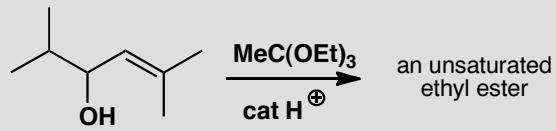 MeC(OEt)₃
OH
cat H⊕
an unsaturated
ethyl ester